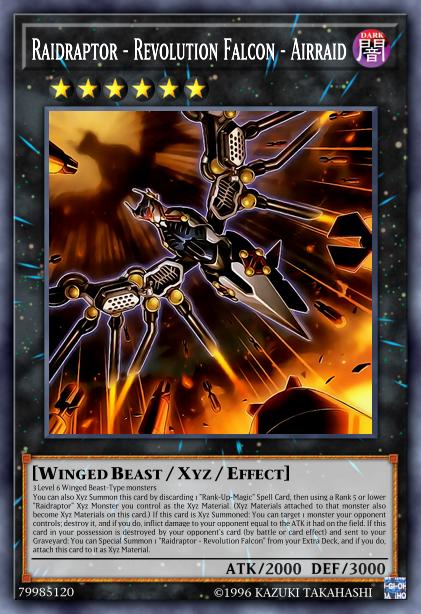 Raidraptor - Revolution Falcon - Airraid
DARK
闇
[Winged Beast / Xyz / Effect]
3 Level 6 Winged Beast-Type monsters
You can also Xyz Summon this card by discarding 1 "Rank-Up-Magic" Spell Card, then using a Rank 5 or lower
"Raidraptor" Xyz Monster you control as the Xyz Material. (Xyz Materials attached to that monster also
become Xyz Materials on this card.) If this card is Xyz Summoned: You can target 1 monster your opponent
controls; destroy it, and if you do, inflict damage to your opponent equal to the ATK it had on the field. If this
card in your possession is destroyed by your opponent's card (by battle or card effect) and sent to your
Graveyard: You can Special Summon 1 "Raidraptor - Revolution Falcon" from your Extra Deck, and if you do,
attach this card to it as Xyz Material.
ATK/2000 DEF/3000
79985120
©1996 KAZUKI TAKAHASHI